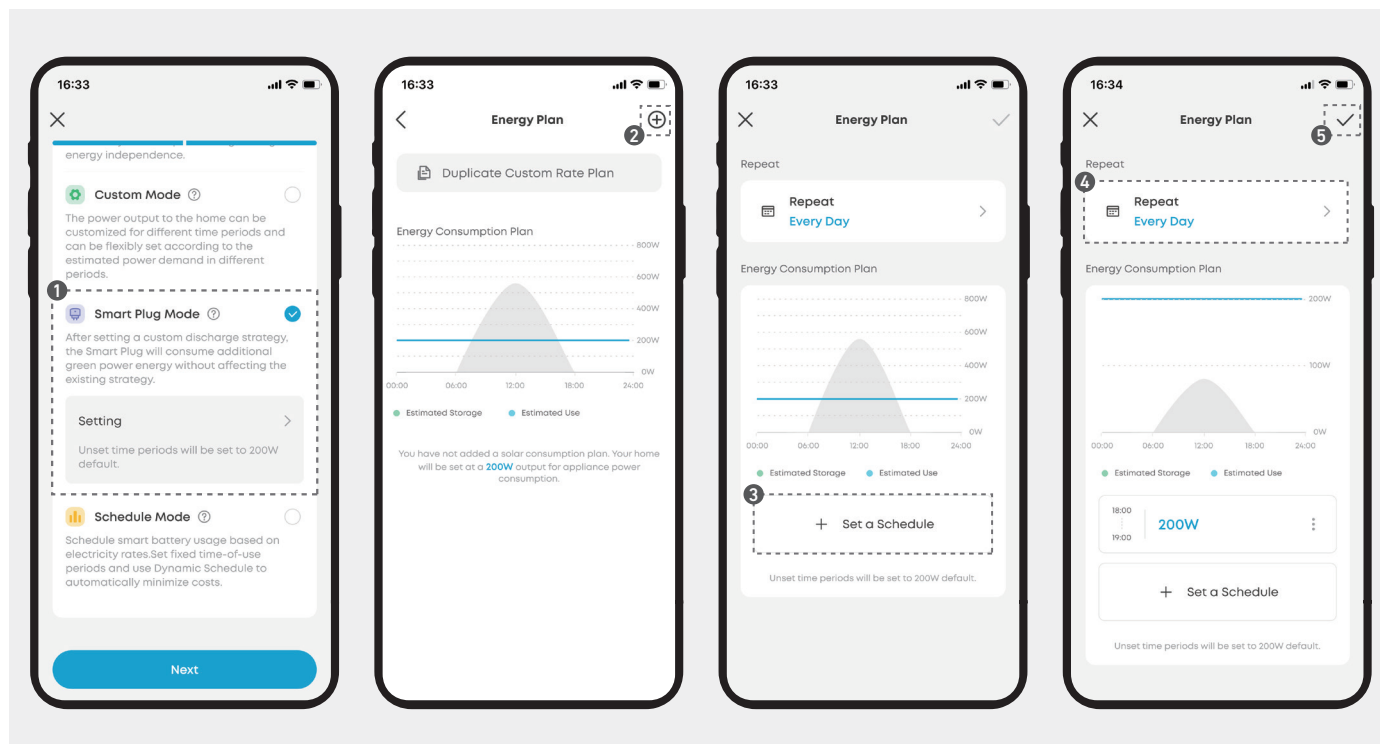 16:33
energy independence.
Custom Mode ?
The power output to the home can be
customized for different time periods and
can be flexibly set according to the
estimated power demand in different
periods.
1
Smart Plug Mode ?
After setting a custom discharge strategy,
the Smart Plug will consume additional
green power energy without affecting the
existing strategy.
Setting
Unset time periods will be set to 200W
default.
Schedule Mode ?
Schedule smart battery usage based on
electricity rates.Set fixed time-of-use
periods and use Dynamic Schedule to
automatically minimize costs.
Next
16:33
Energy Plan
2
Duplicate Custom Rate Plan
Energy Consumption Plan
800W
600W
400W
200W
0W
00:00 06:00 12:00 18:00 24:00
Estimated Storage Estimated Use
You have not added a solar consumption plan. Your home
will be set at a 200W output for appliance power
consumption.
16:33
Energy Plan
Repeat
Repeat
Every Day
Energy Consumption Plan
800W
600W
400W
200W
0W
00:00 06:00 12:00 18:00 24:00
Estimated Storage Estimated Use
3
+ Set a Schedule
Unset time periods will be set to 200W default.
16:34
Energy Plan
5
Repeat
4
Repeat
Every Day
Energy Consumption Plan
200W
100W
0W
00:00 06:00 12:00 18:00 24:00
Estimated Storage Estimated Use
18:00
200W
19:00
+ Set a Schedule
Unset time periods will be set to 200W default.